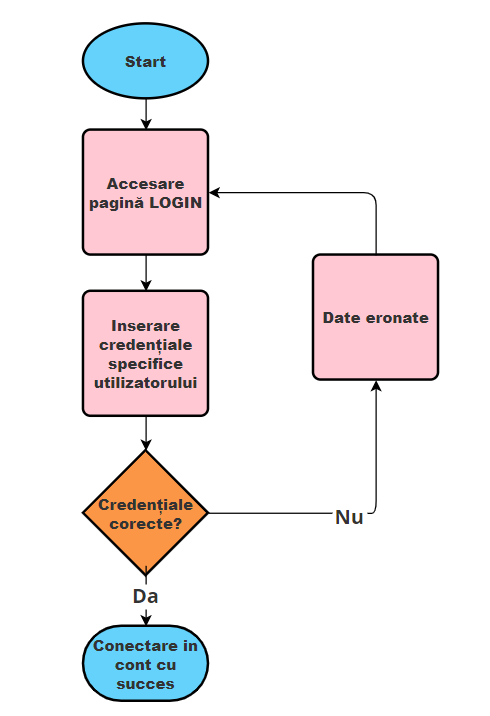 Start
Accesare
pagină LOGIN
Inserare
credențiale
specifice
utilizatorului
Date eronate
Credențiale
corecte?
Nu
Da
Conectare in
cont cu
succes